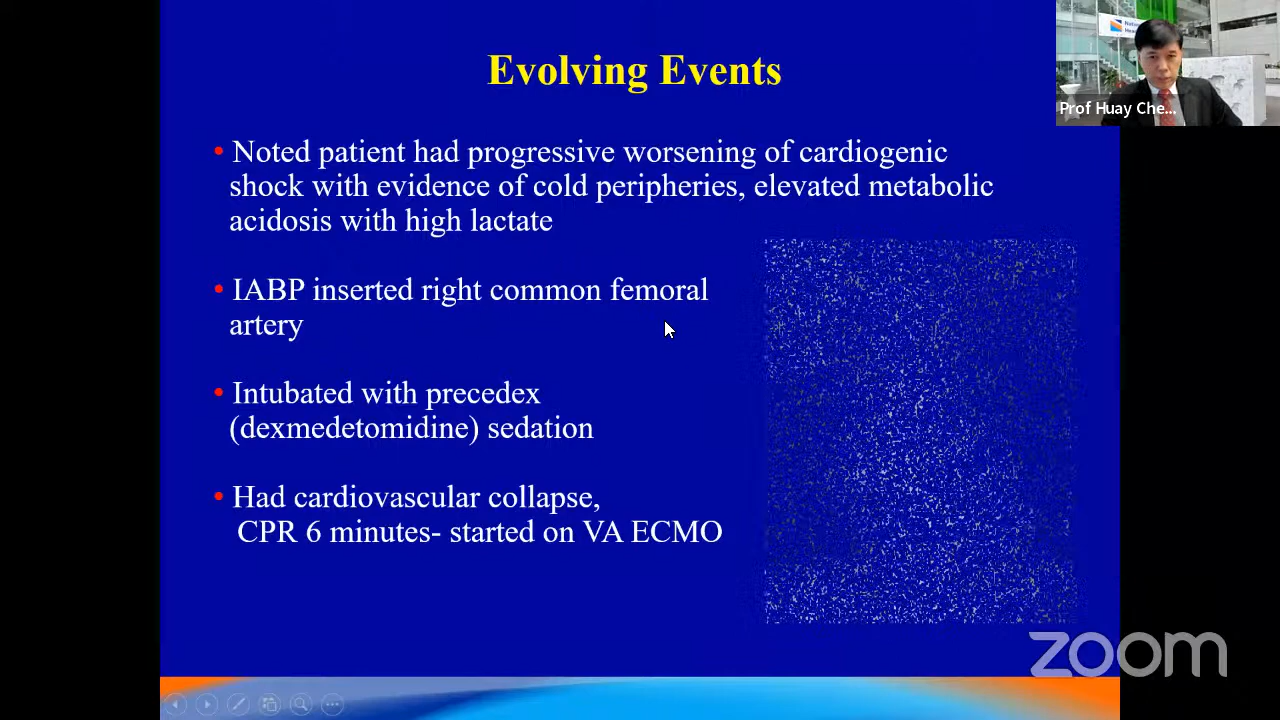 Evolving Events
Prof Huay Che...
• Noted patient had progressive worsening of cardiogenic
shock with evidence of cold peripheries, elevated metabolic
acidosis with high lactate
• IABP inserted right common femoral
artery
• Intubated with precedex
(dexmedetomidine) sedation
• Had cardiovascular collapse,
CPR 6 minutes- started on VA ECMO
zoom